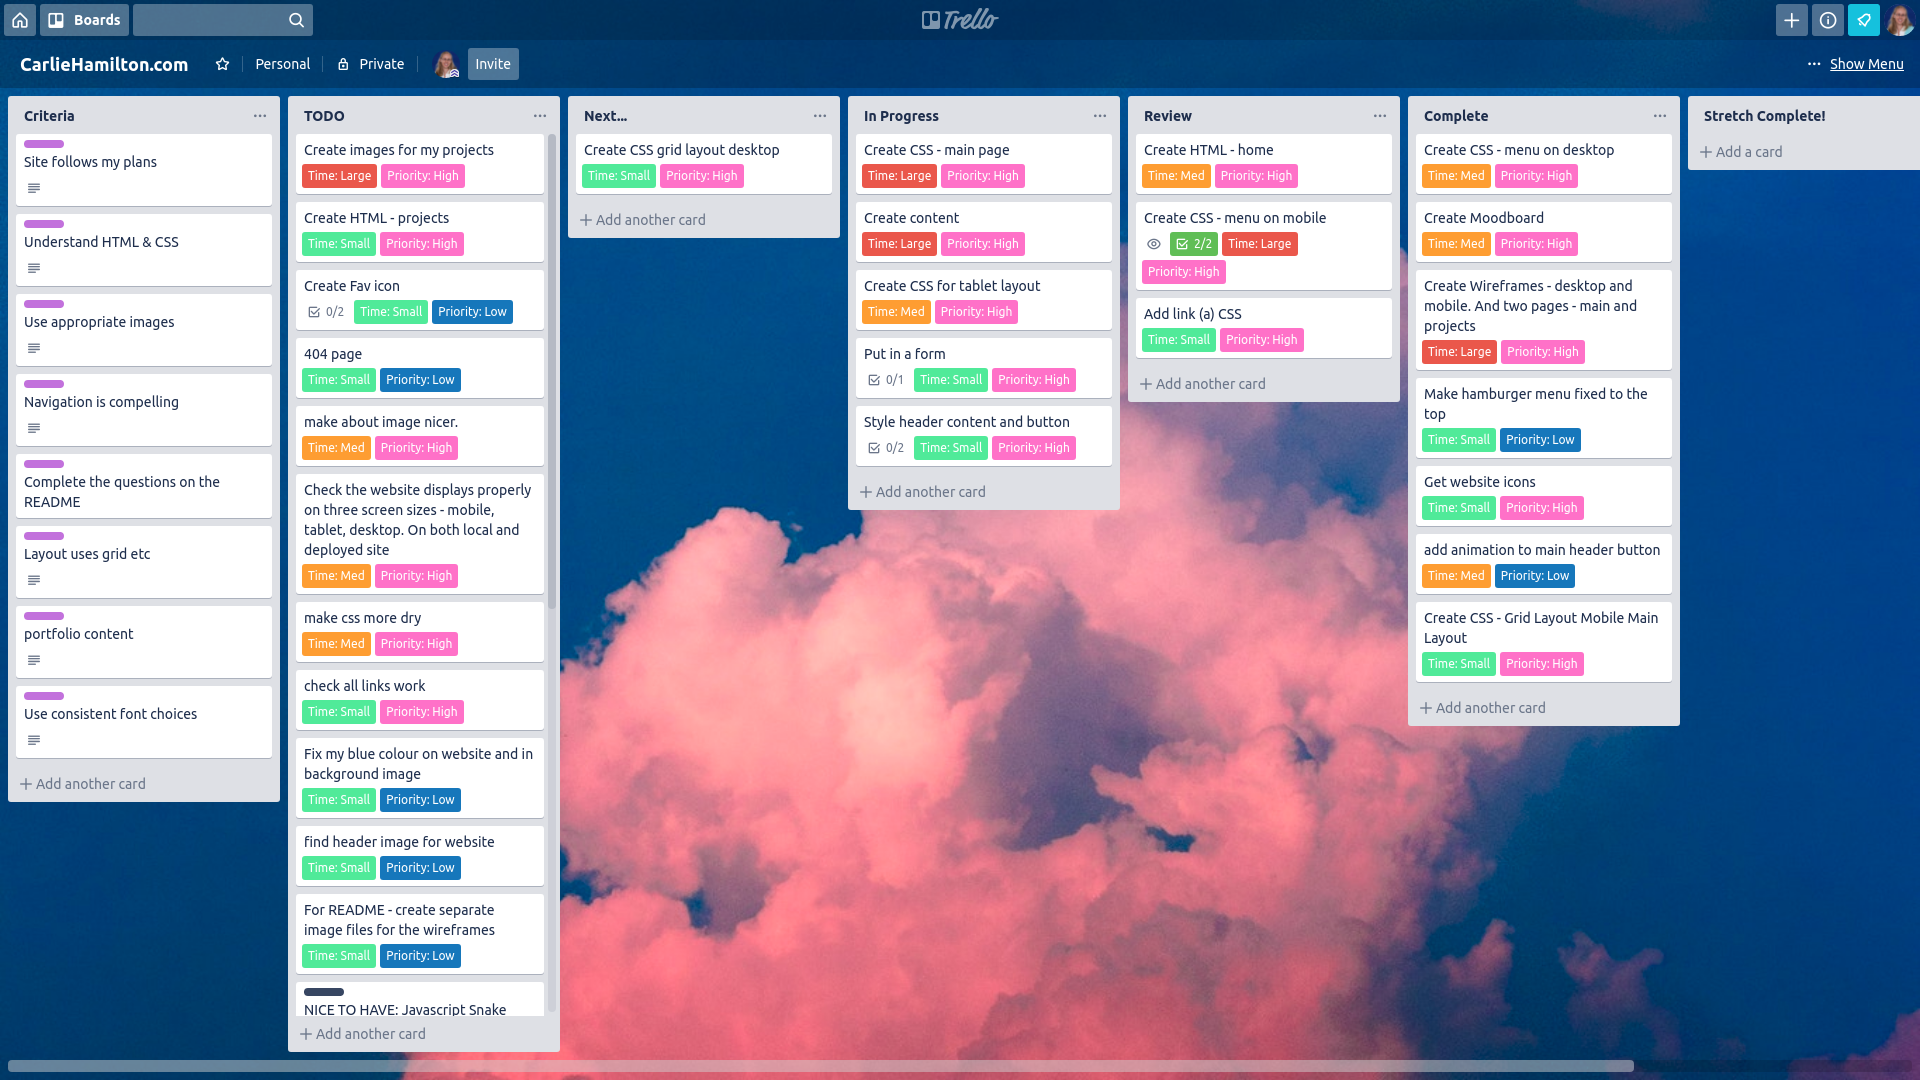 Boards
Trello
CarlieHamilton.com
Personal
Private
Invite
... Show Menu
Criteria ...
Site follows my plans
Understand HTML & CSS
Use appropriate images
Navigation is compelling
Complete the questions on the
README
Layout uses grid etc
portfolio content
Use consistent font choices
+ Add another card
TODO ...
Create images for my projects
Time: Large Priority: High
Create HTML - projects
Time: Small Priority: High
Create Fav icon
0/2 Time: Small Priority: Low
404 page
Time: Small Priority: Low
make about image nicer.
Time: Med Priority: High
Check the website displays properly
on three screen sizes - mobile,
tablet, desktop. On both local and
deployed site
Time: Med Priority: High
make css more dry
Time: Med Priority: High
check all links work
Time: Small Priority: High
Fix my blue colour on website and in
background image
Time: Small Priority: Low
find header image for website
Time: Small Priority: Low
For README - create separate
image files for the wireframes
Time: Small Priority: Low
NICE TO HAVE: Javascript Snake
+ Add another card
Next... ...
Create CSS grid layout desktop
Time: Small Priority: High
+ Add another card
In Progress ...
Create CSS - main page
Time: Large Priority: High
Create content
Time: Large Priority: High
Create CSS for tablet layout
Time: Med Priority: High
Put in a form
0/1 Time: Small Priority: High
Style header content and button
0/2 Time: Small Priority: High
+ Add another card
Review ...
Create HTML - home
Time: Med Priority: High
Create CSS - menu on mobile
2/2 Time: Large
Priority: High
Add link (a) CSS
Time: Small Priority: High
+ Add another card
Complete ...
Create CSS - menu on desktop
Time: Med Priority: High
Create Moodboard
Time: Med Priority: High
Create Wireframes - desktop and
mobile. And two pages - main and
projects
Time: Large Priority: High
Make hamburger menu fixed to the
top
Time: Small Priority: Low
Get website icons
Time: Small Priority: High
add animation to main header button
Time: Med Priority: Low
Create CSS - Grid Layout Mobile Main
Layout
Time: Small Priority: High
+ Add another card
Stretch Complete!
+ Add a card